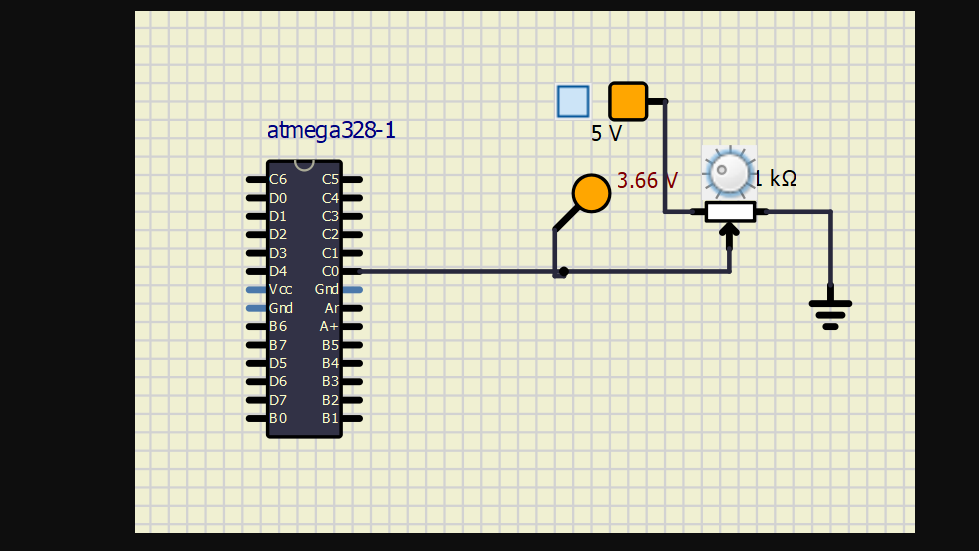 5 V
atmega328-1
3.66 V
1 kΩ
C6 C5
D0 C4
D1 C3
D2 C2
D3 C1
D4 C0
Vcc Gnd
Gnd Ar
B6 A+
B7 B5
D5 B4
D6 B3
D7 B2
B0 B1